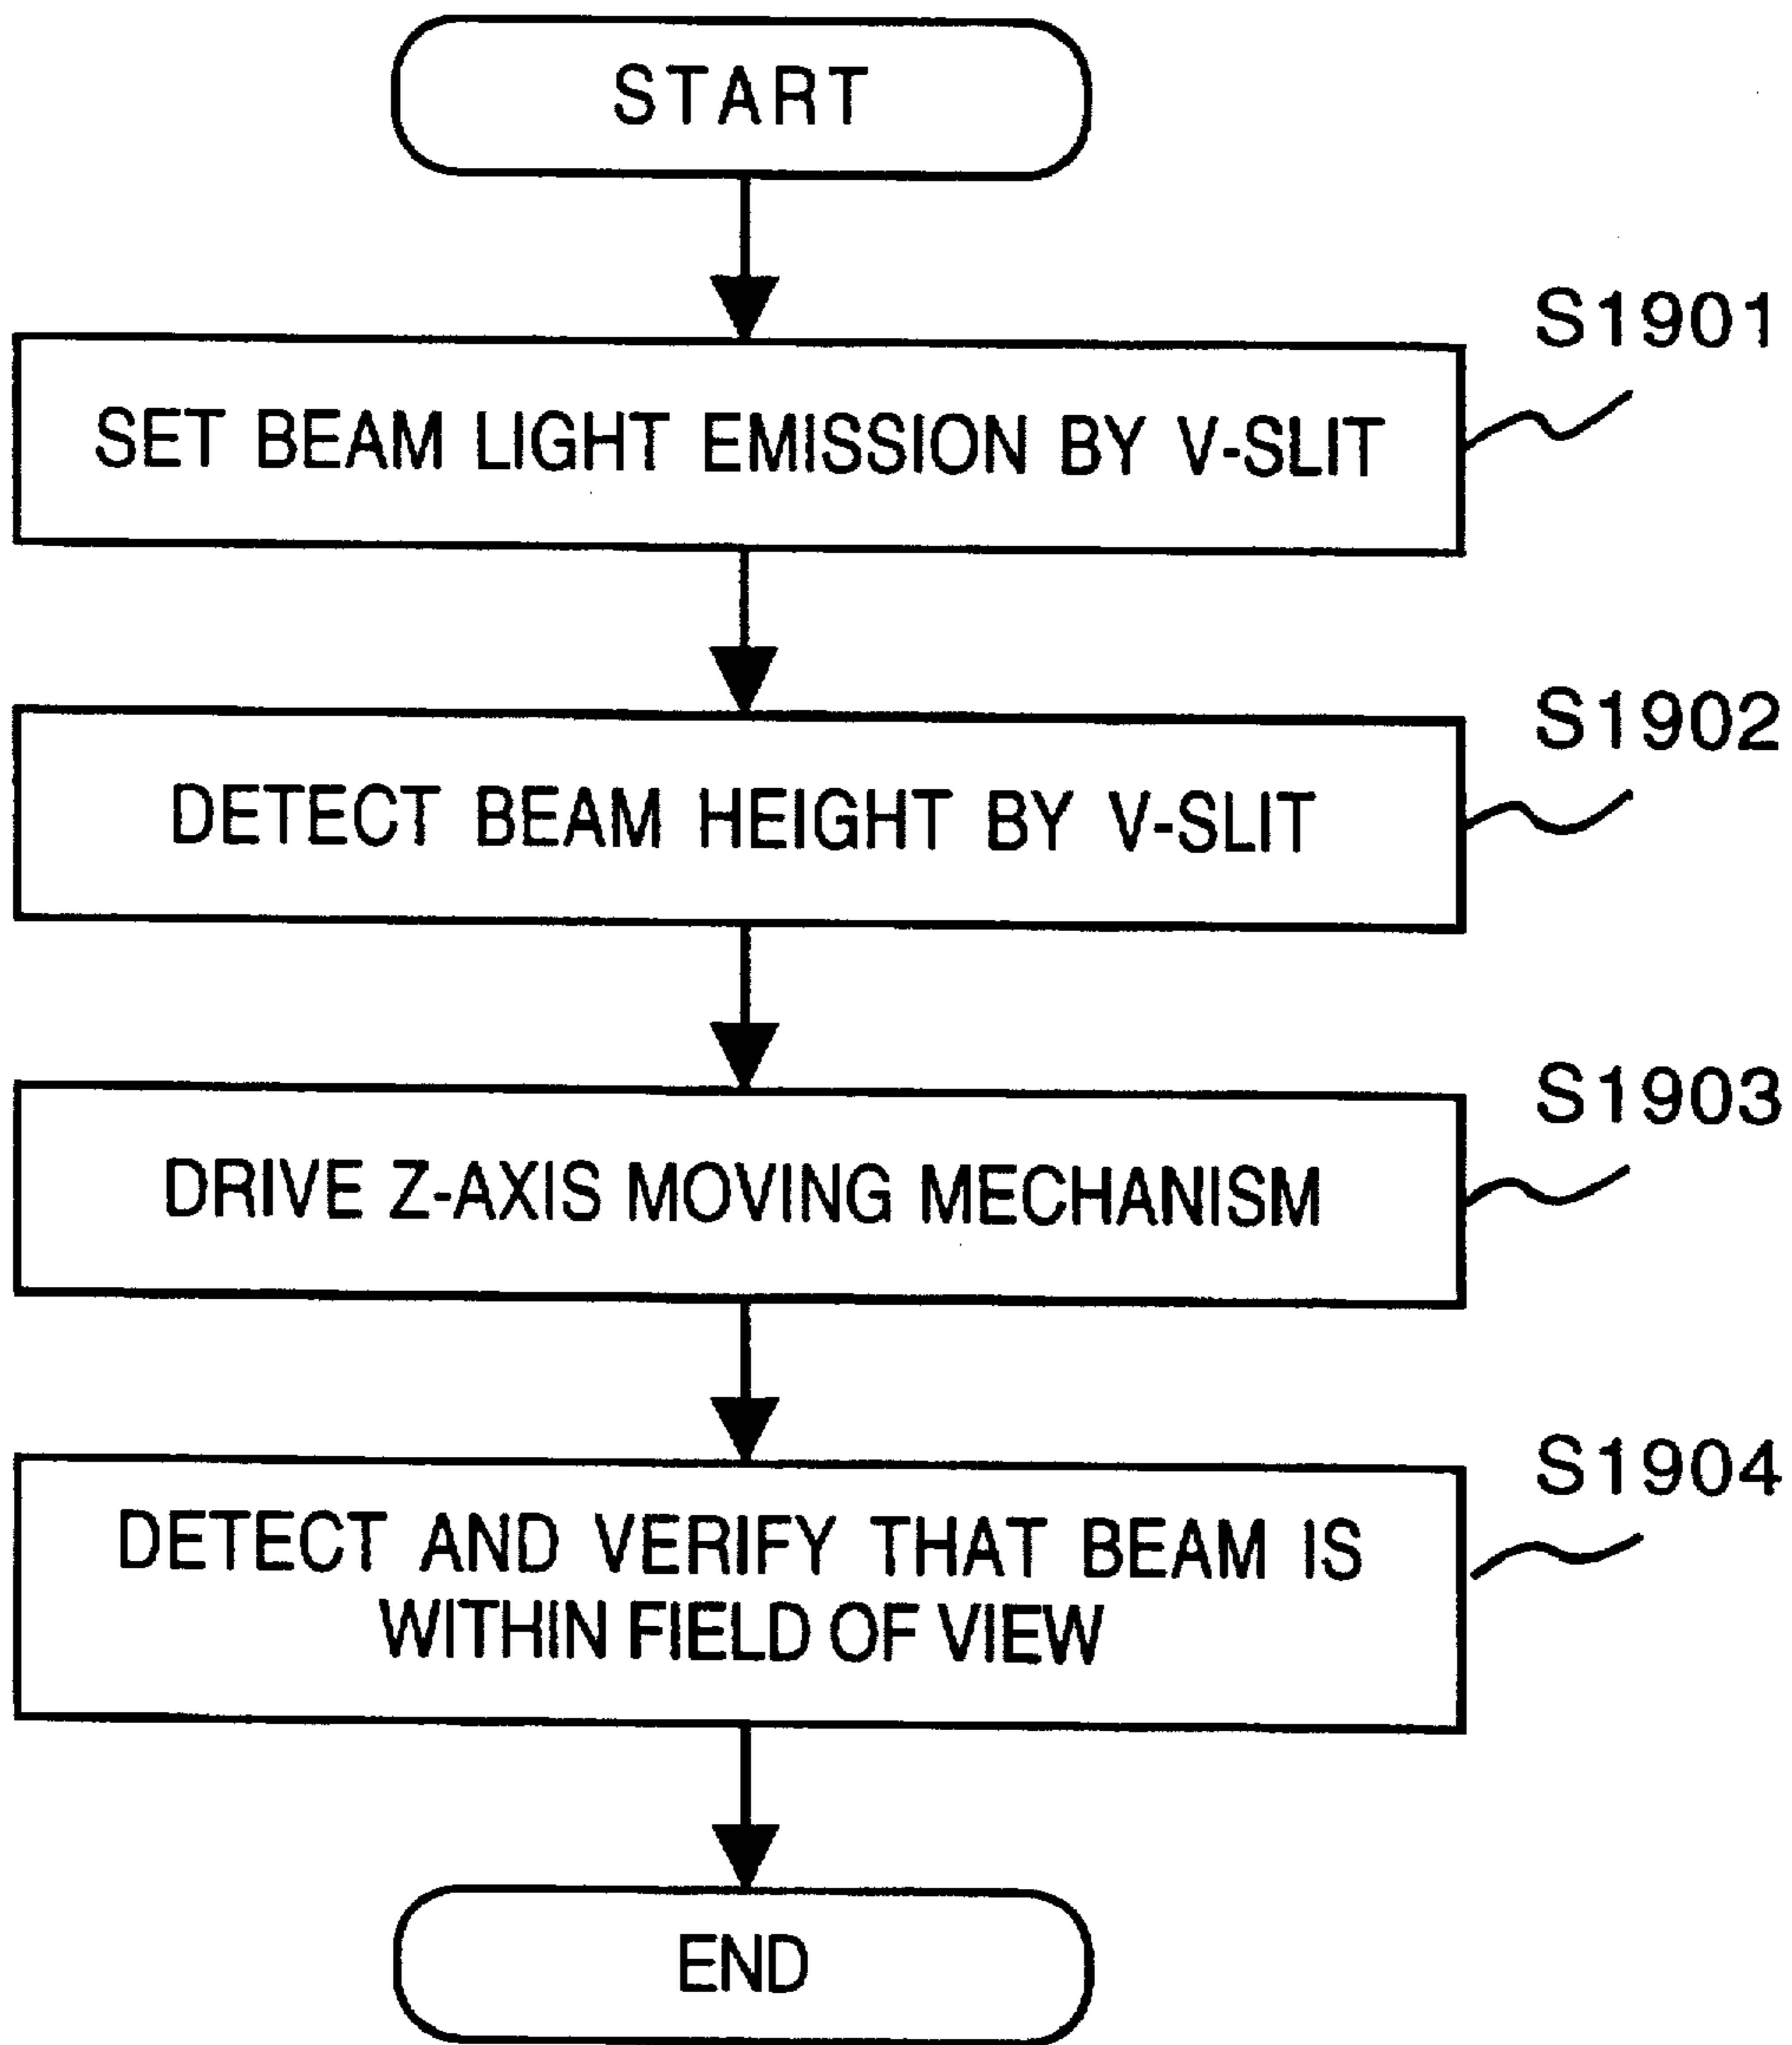 START
S1901
SET BEAM LIGHT EMISSION BY V-SLIT
S1902
DETECT BEAM HEIGHT BY V-SLIT
S1903
DRIVE Z-AXIS MOVING MECHANISM
S1904
DETECT AND VERIFY THAT BEAM IS
WITHIN FIELD OF VIEW
END